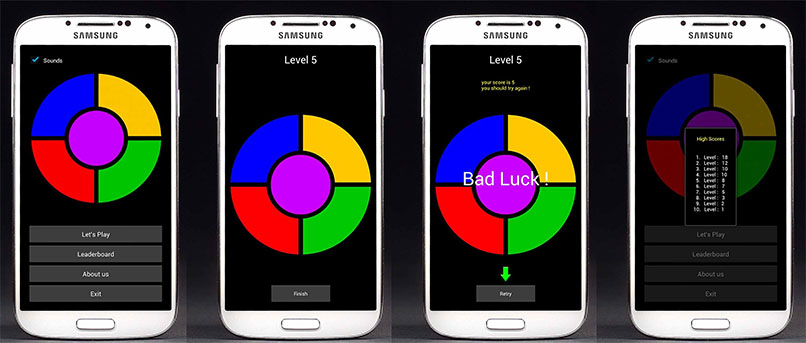 SAMSUNG
Sounds
Let's Play
Leaderboard
About us
Exit
SAMSUNG
Level 5
Finish
SAMSUNG
Level 5
your score is 5
you should try again !
Bad Luck !
Retry
SAMSUNG
Sounds
High Scores
1. Level : 18
2. Level : 12
3. Level : 10
4. Level : 10
5. Level : 8
6. Level : 7
7. Level : 5
8. Level : 3
9. Level : 2
10. Level : 1
Let's Play
Leaderboard
About us
Exit